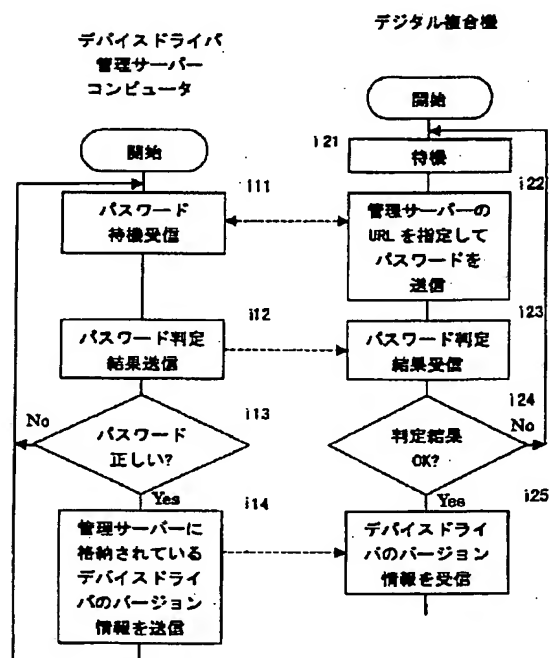 デバイスドライバ
管理サーバー
コンピュータ
開始
i11
パスワード
待機受信
i12
パスワード判定
結果送信
i13
パスワード
正しい?
No
Yes
i14
管理サーバーに
格納されている
デバイスドライ
バのバージョン
情報を送信
デジタル複合機
開始
i21
待機
i22
管理サーバーの
URLを指定して
パスワードを
送信
i23
パスワード判定
結果受信
i24
判定結果
OK?
No
Yes
i25
デバイスドライ
バのバージョン
情報を受信